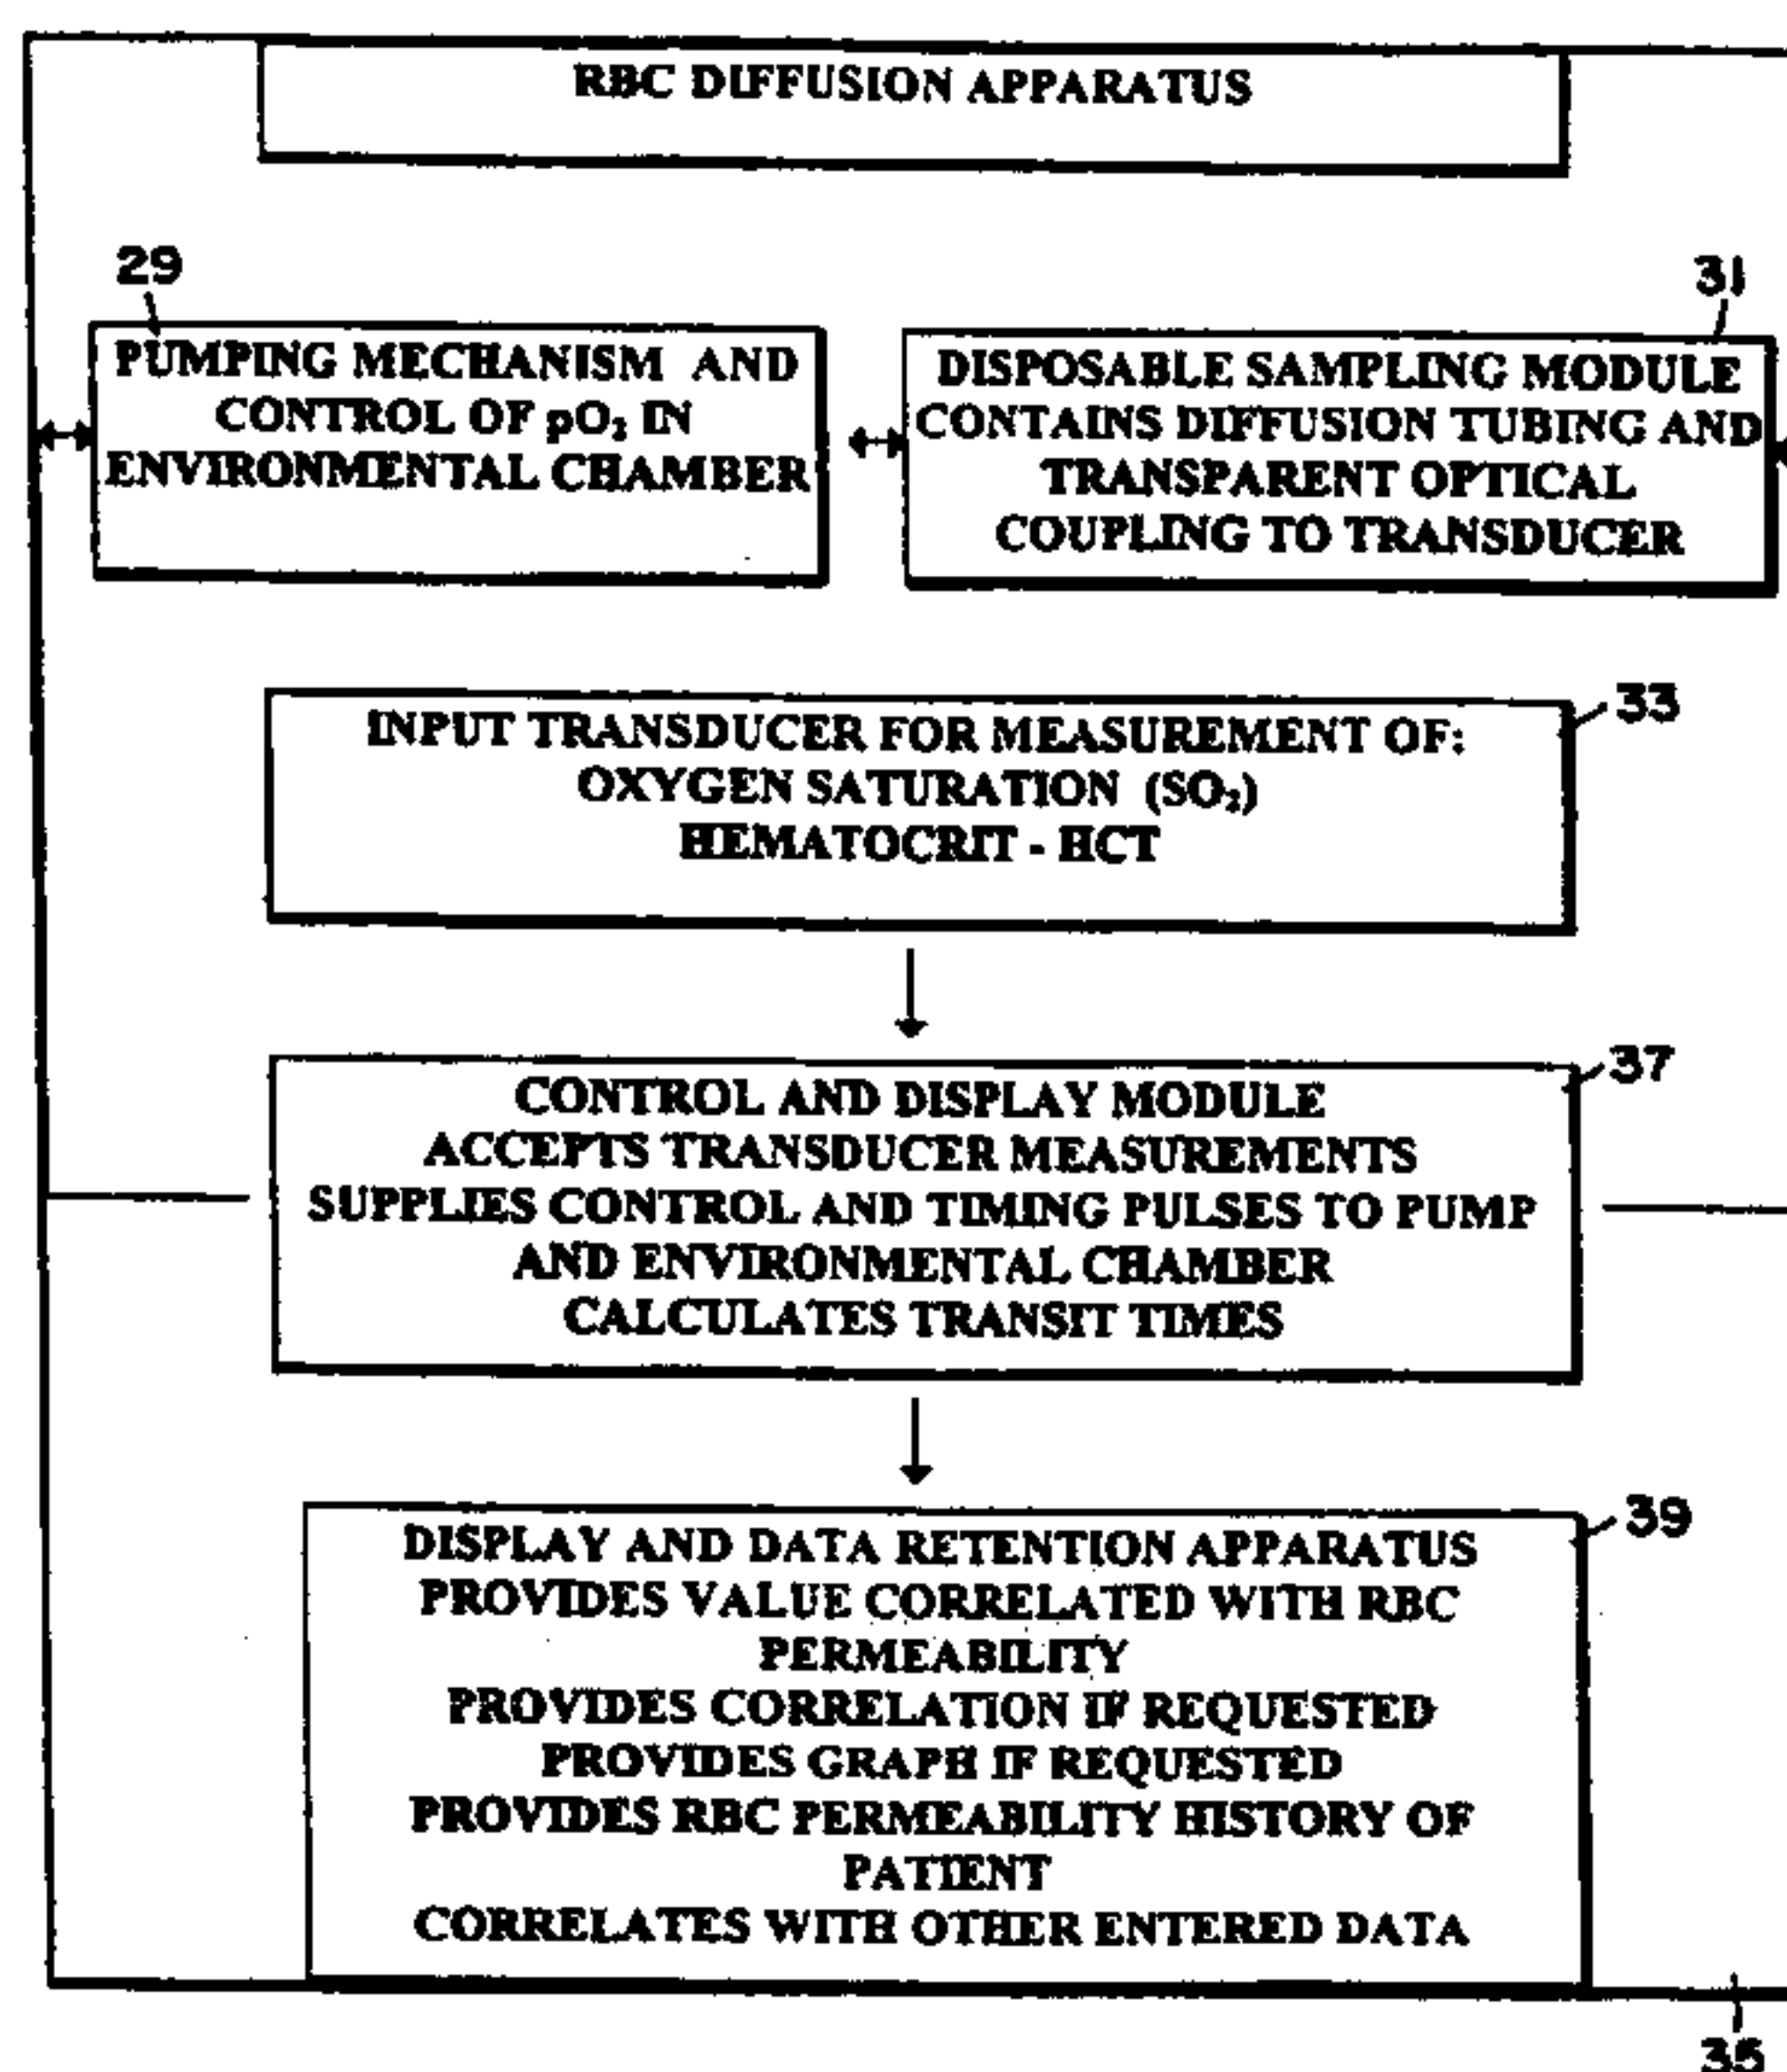 RBC DIFFUSION APPARATUS
29
31
PUMPING MECHANISM AND
CONTROL OF pO₂ IN
ENVIRONMENTAL CHAMBER
DISPOSABLE SAMPLING MODULE
CONTAINS DIFFUSION TUBING AND
TRANSPARENT OPTICAL
COUPLING TO TRANSDUCER
33
INPUT TRANSDUCER FOR MEASUREMENT OF:
OXYGEN SATURATION (SO₂)
HEMATOCRIT - HCT
37
CONTROL AND DISPLAY MODULE
ACCEPTS TRANSDUCER MEASUREMENTS
SUPPLIES CONTROL AND TIMING PULSES TO PUMP
AND ENVIRONMENTAL CHAMBER
CALCULATES TRANSIT TIMES
39
DISPLAY AND DATA RETENTION APPARATUS
PROVIDES VALUE CORRELATED WITH RBC
PERMEABILITY
PROVIDES CORRELATION IF REQUESTED
PROVIDES GRAPH IF REQUESTED
PROVIDES RBC PERMEABILITY HISTORY OF
PATIENT
CORRELATES WITH OTHER ENTERED DATA
35